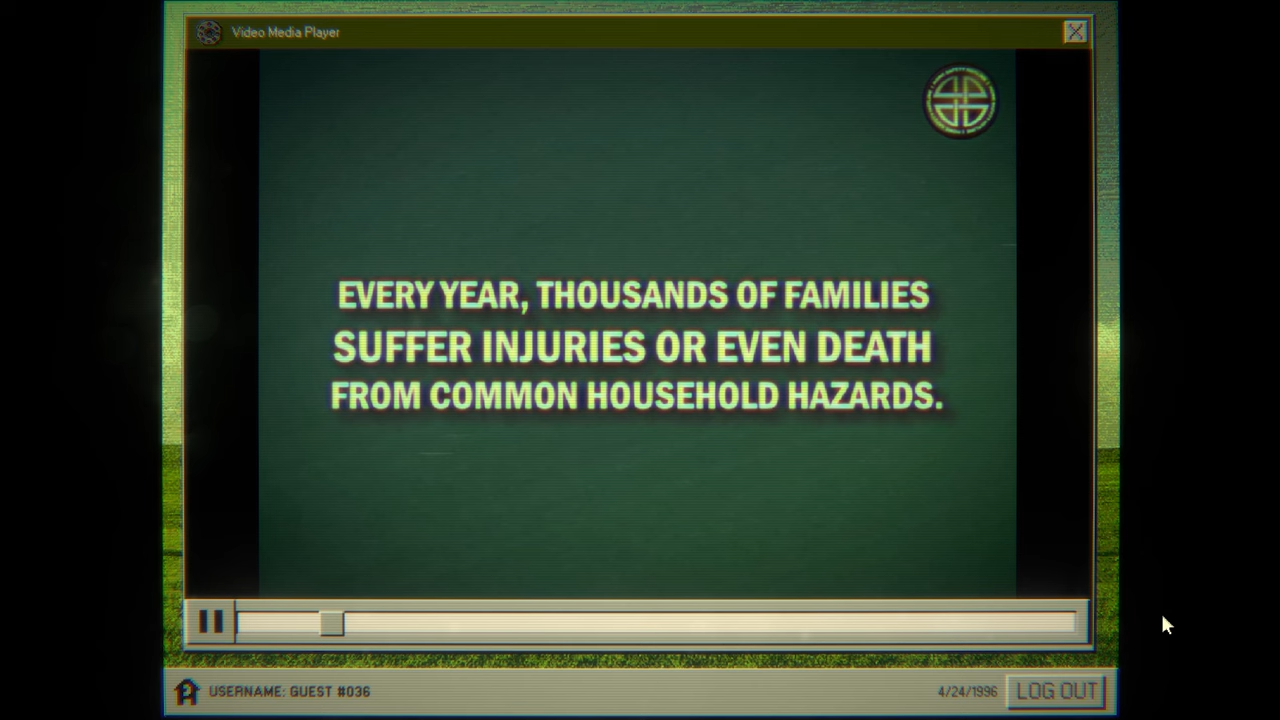 Video Media Player
EVERY YEAR, THOUSANDS OF FAMILIES
SUFFER INJURIES OR EVEN DEATH
FROM COMMON HOUSEHOLD HAZARDS.
USERNAME: GUEST #036
4/24/1996
LOG OUT